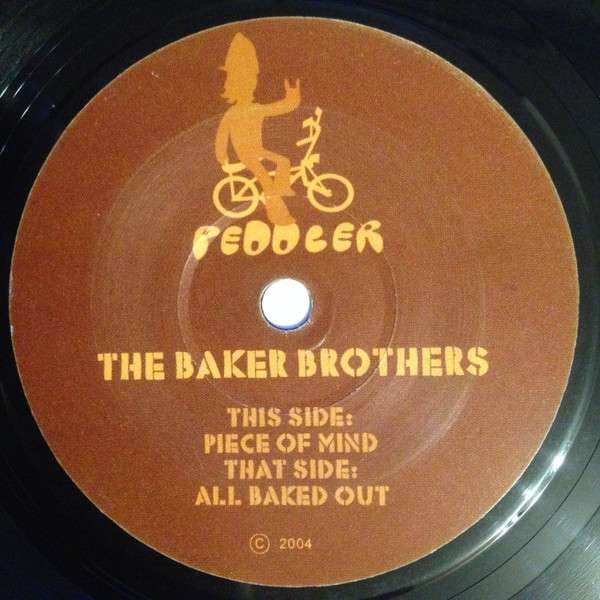 PEDDLER
THE BAKER BROTHERS
THIS SIDE:
PIECE OF MIND
THAT SIDE:
ALL BAKED OUT
© 2004